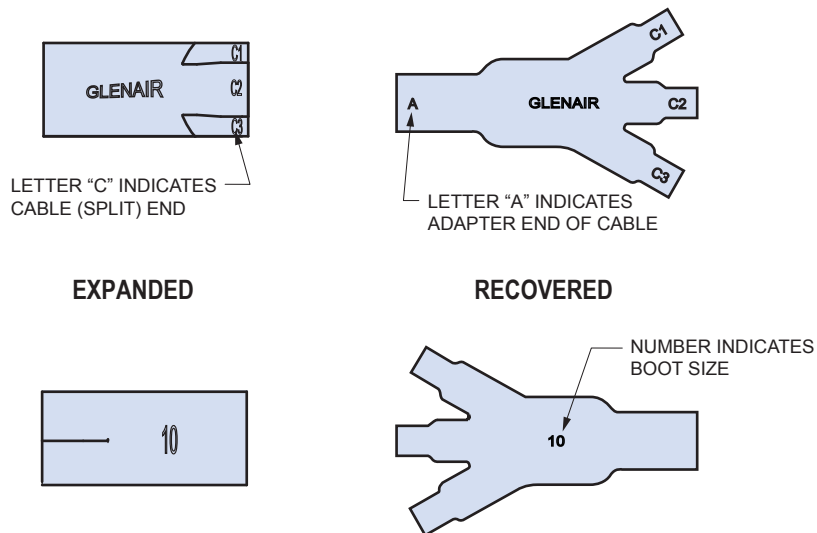 C1
GLENAIR
C2
C3
LETTER “C” INDICATES
CABLE (SPLIT) END
C1
A
GLENAIR
C2
C3
LETTER “A” INDICATES
ADAPTER END OF CABLE
EXPANDED
RECOVERED
10
NUMBER INDICATES
BOOT SIZE
10